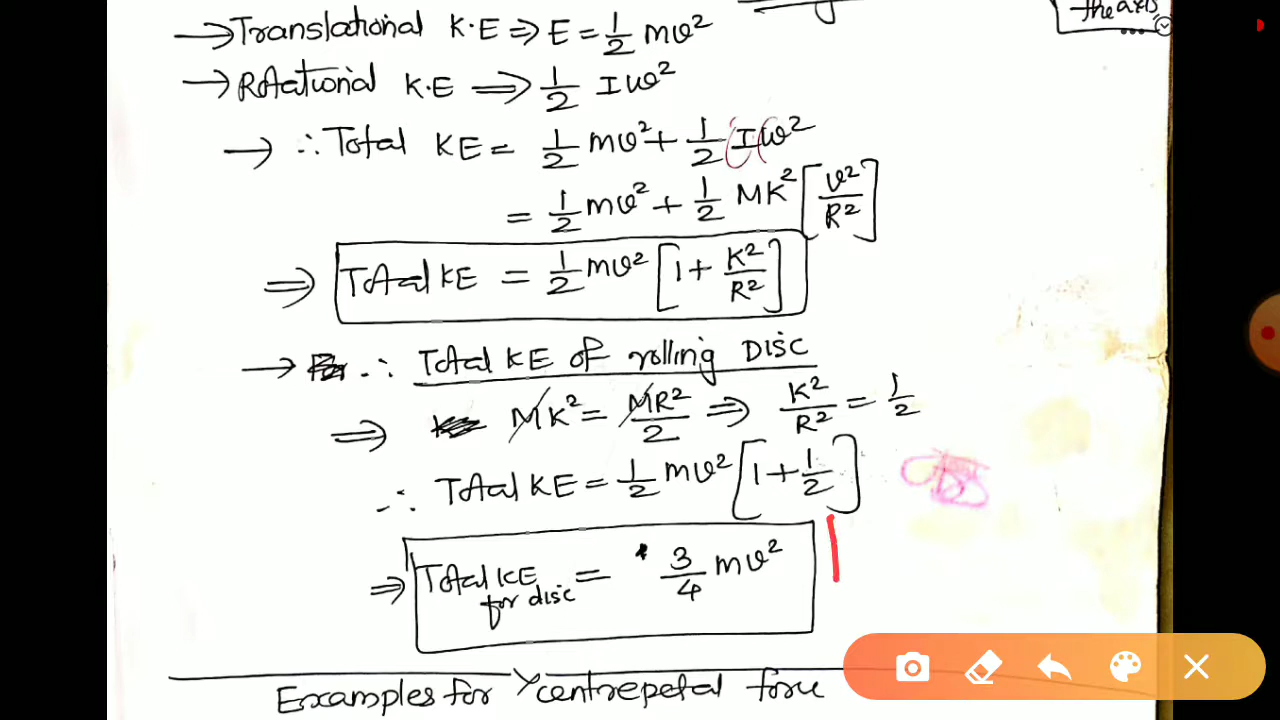 the axis
→ Translational K.E ⇒ E = 1/2 mv²
→ Rotational K.E ⟹ 1/2 Iω²
→ ∴ Total KE = 1/2 mv² + 1/2 Iω²
= 1/2 mv² + 1/2 MK² [v²/R²]
⇒ Total KE = 1/2 mv² [1 + K²/R²]
→ ∴ Total KE of rolling DISC
⇒ MK² = MR²/2 ⇒ K²/R² = 1/2
∴ Total KE = 1/2 mv² [1 + 1/2]
⇒ Total KE for disc = 3/4 mv²
Examples for centrepetal force